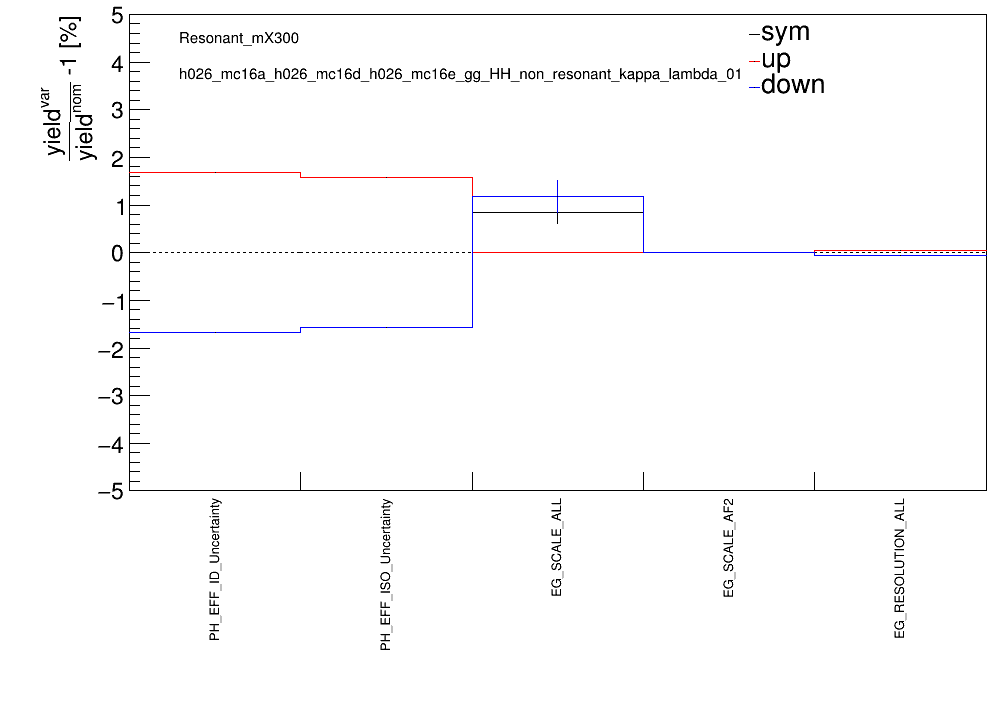 yield^var / yield^nom -1 [%]
5
4
3
2
1
0
−1
−2
−3
−4
−5
Resonant_mX300
h026_mc16a_h026_mc16d_h026_mc16e_gg_HH_non_resonant_kappa_lambda_01
sym
up
down
PH_EFF_ID_Uncertainty
PH_EFF_ISO_Uncertainty
EG_SCALE_ALL
EG_SCALE_AF2
EG_RESOLUTION_ALL